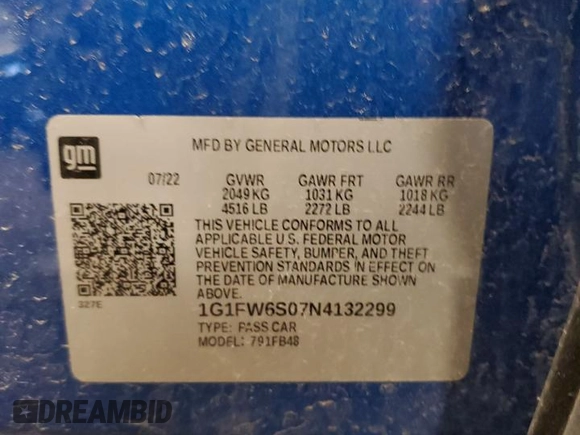 gm
MFD BY GENERAL MOTORS LLC
07/22 GVWR GAWR FRT GAWR RR
2049 KG 1031 KG 1018 KG
4516 LB 2272 LB 2244 LB
THIS VEHICLE CONFORMS TO ALL
APPLICABLE U.S. FEDERAL MOTOR
VEHICLE SAFETY, BUMPER, AND THEFT
PREVENTION STANDARDS IN EFFECT ON
THE DATE OF MANUFACTURE SHOWN
ABOVE.
327E
1G1FW6S07N4132299
TYPE: PASS CAR
MODEL: 791FB48
DREAMBID